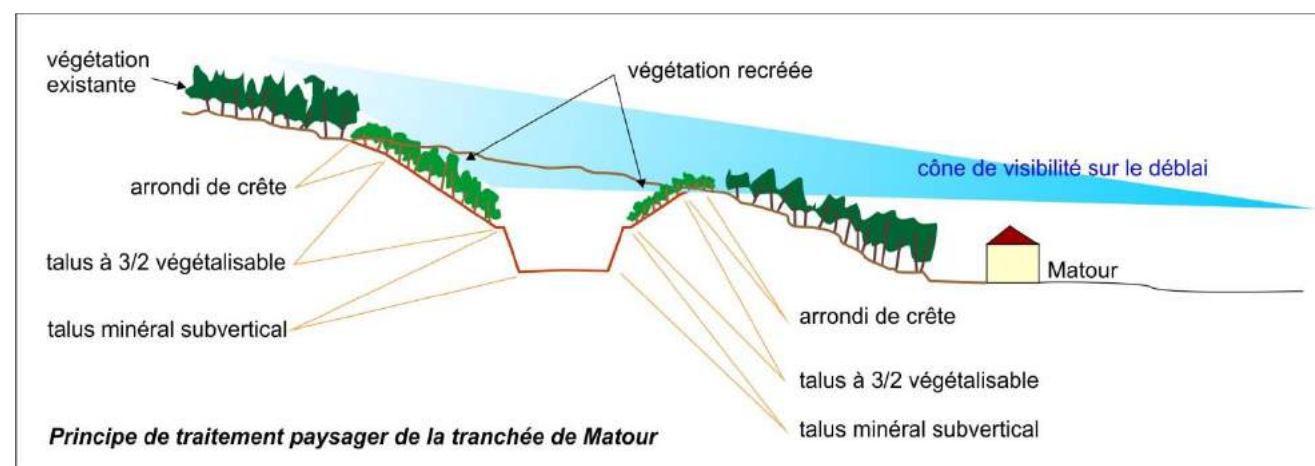 végétation
existante
végétation recréée
cône de visibilité sur le déblai
arrondi de crête
talus à 3/2 végétalisable
Matour
talus minéral subvertical
arrondi de crête
talus à 3/2 végétalisable
talus minéral subvertical
Principe de traitement paysager de la tranchée de Matour